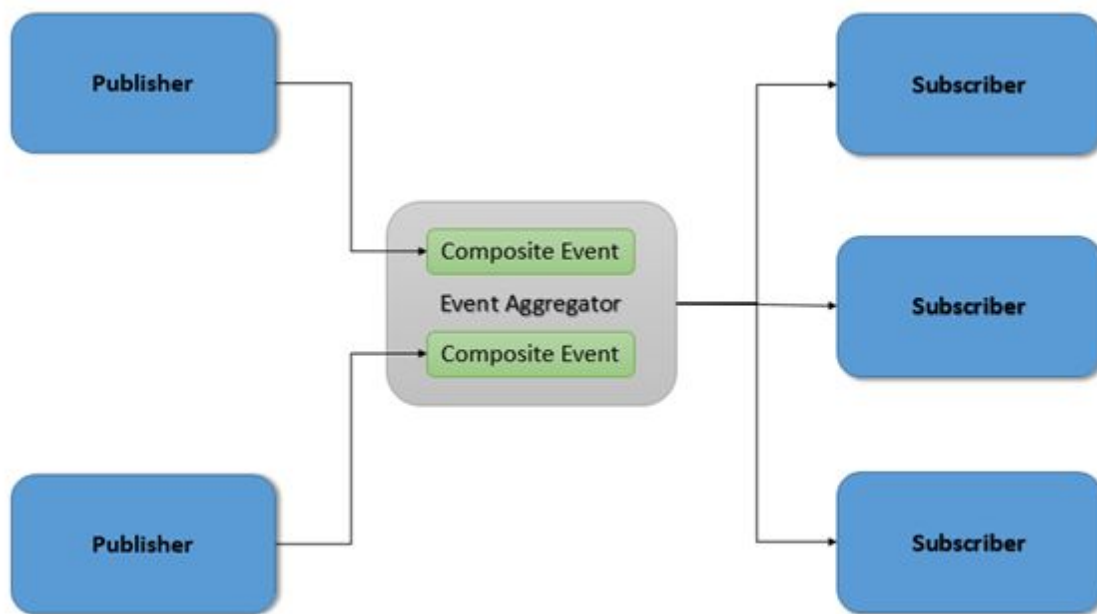 Publisher
Subscriber
Composite Event
Event Aggregator
Subscriber
Composite Event
Publisher
Subscriber